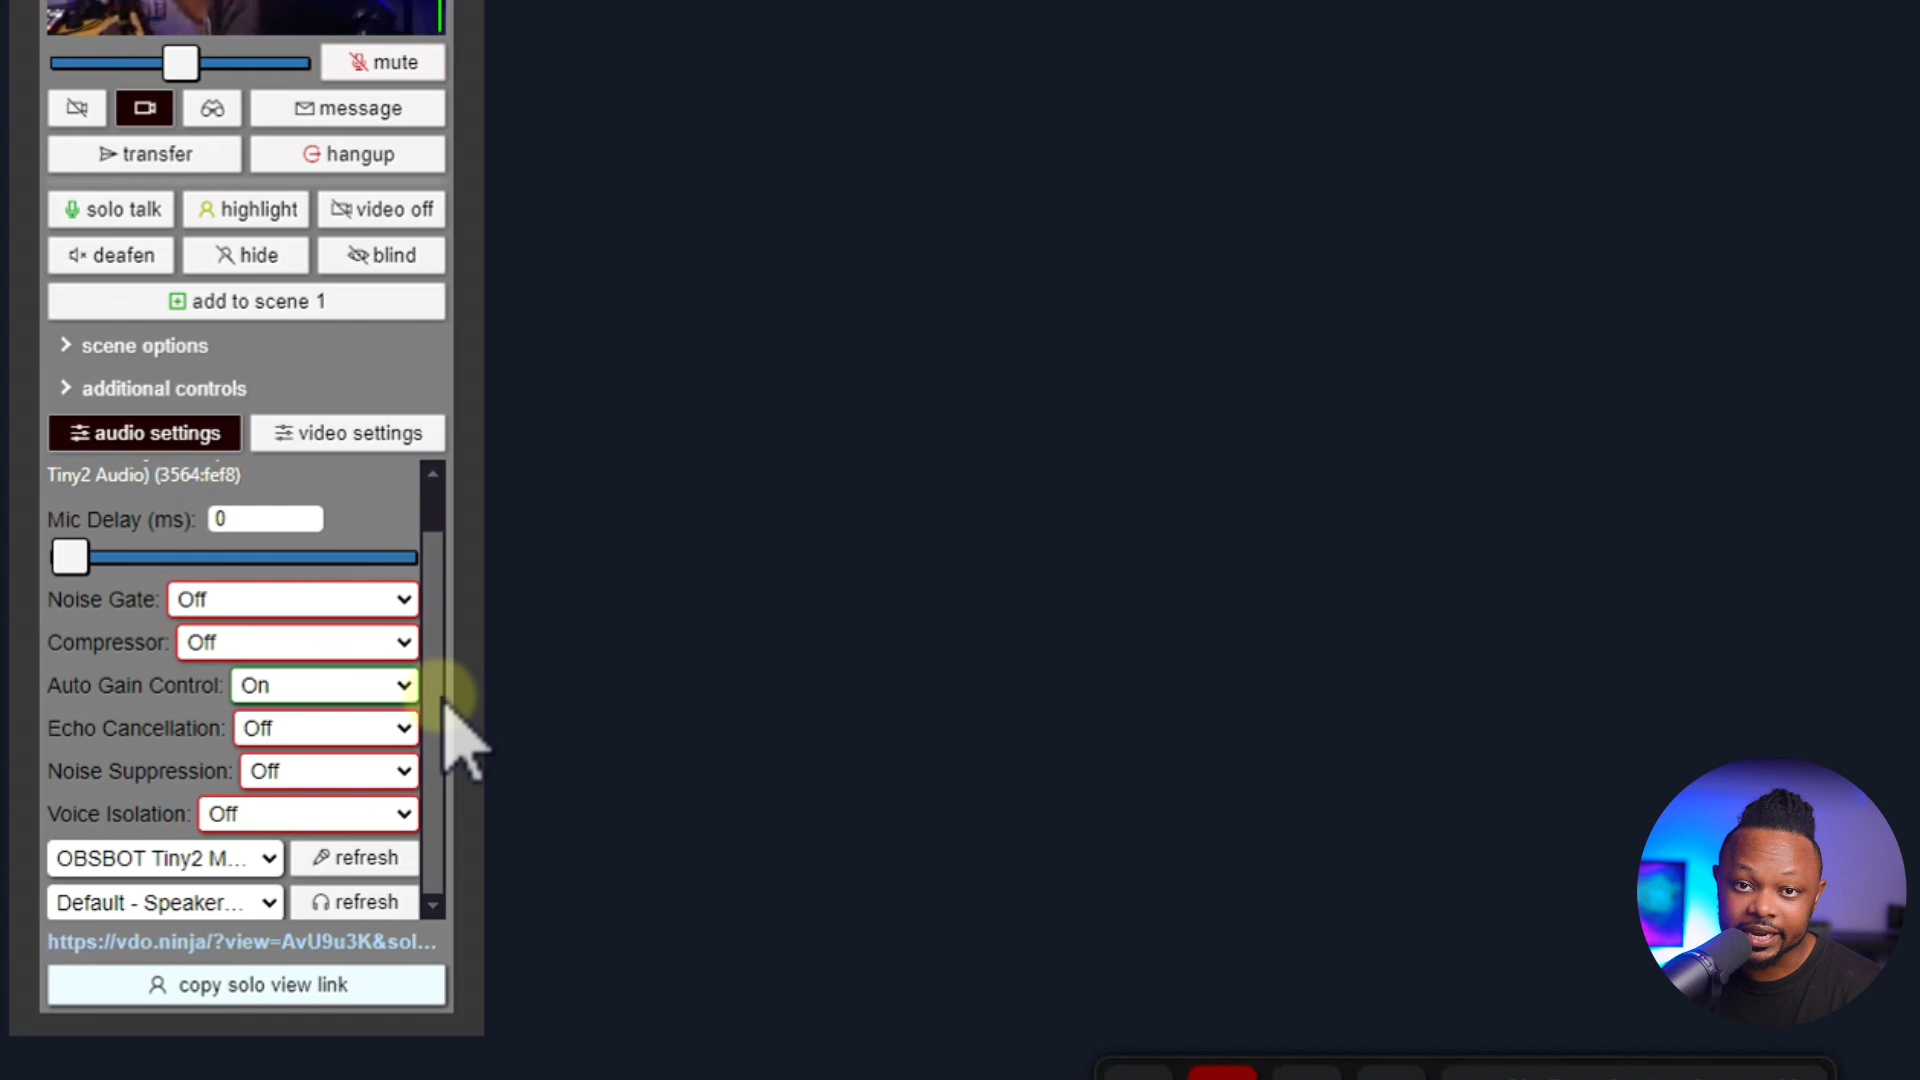 mute
message
transfer
hangup
solo talk
highlight
video off
deafen
hide
blind
add to scene 1
scene options
additional controls
audio settings
video settings
Tiny2 Audio) (3564:fef8)
Mic Delay (ms): 0
Noise Gate: Off
Compressor: Off
Auto Gain Control: On
Echo Cancellation: Off
Noise Suppression: Off
Voice Isolation: Off
OBSBOT Tiny2 M...
refresh
Default - Speaker...
refresh
https://vdo.ninja/?view=AvU9u3K&sol...
copy solo view link